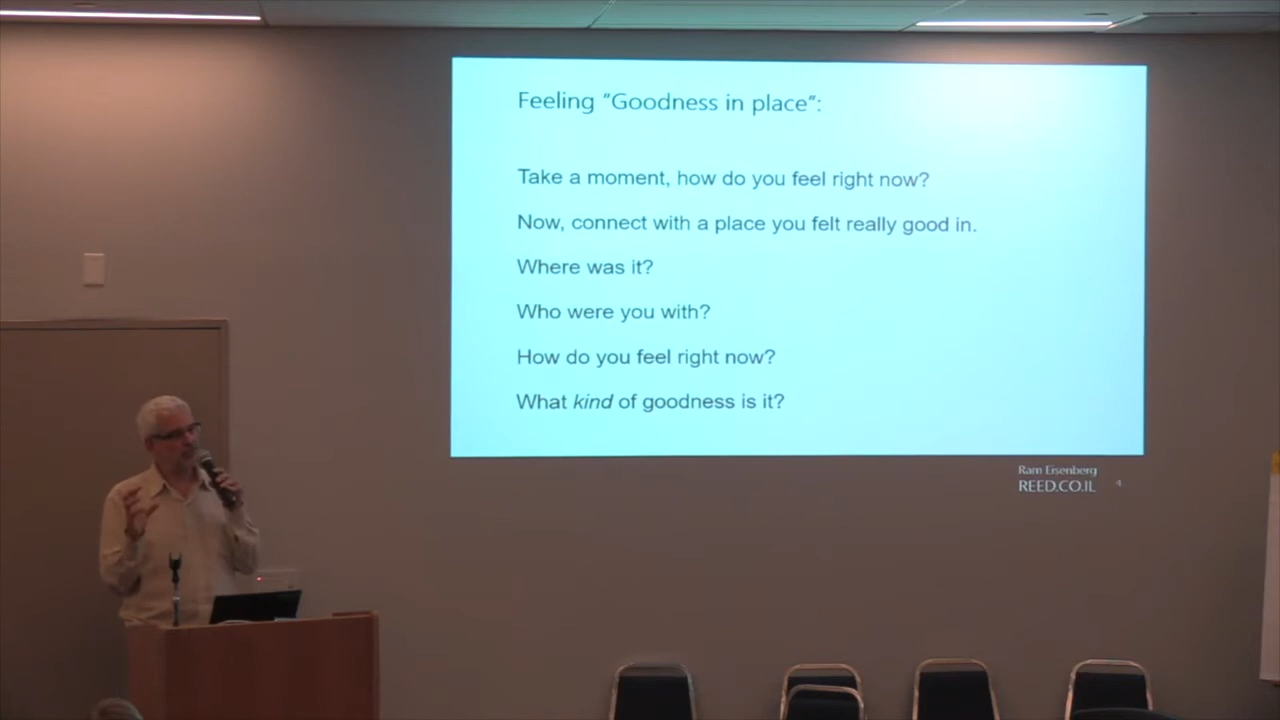 Feeling "Goodness in place":
Take a moment, how do you feel right now?
Now, connect with a place you felt really good in.
Where was it?
Who were you with?
How do you feel right now?
What kind of goodness is it?
Ram Eisenberg
REED.CO.IL
4